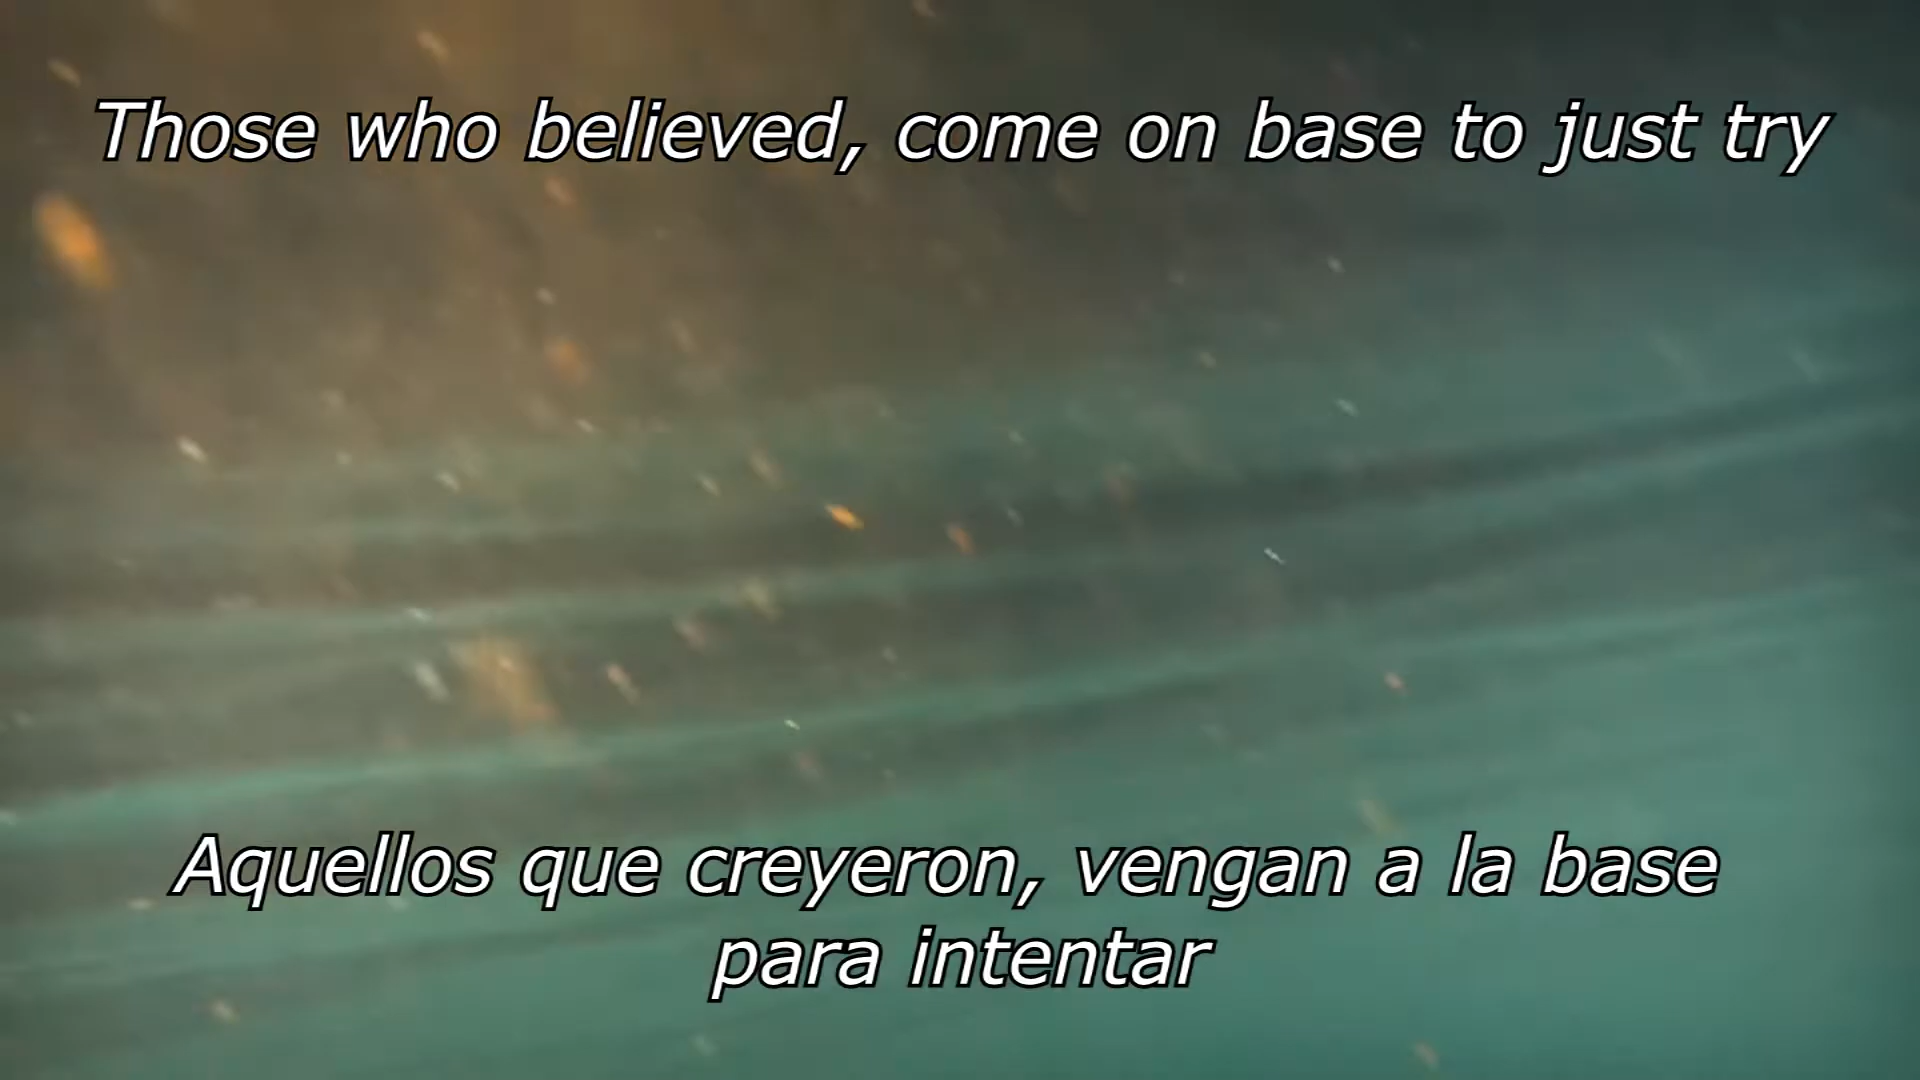 Those who believed, come on base to just try
Aquellos que creyeron, vengan a la base
para intentar